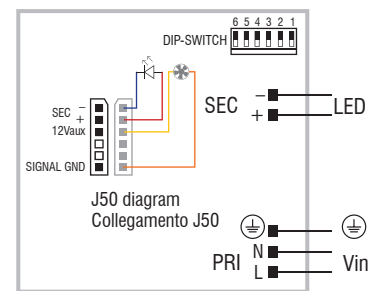 6 5 4 3 2 1
DIP-SWITCH
SEC - +
12Vaux
SIGNAL GND
SEC - + LED
J50 diagram
Collegamento J50
PRI N L Vin